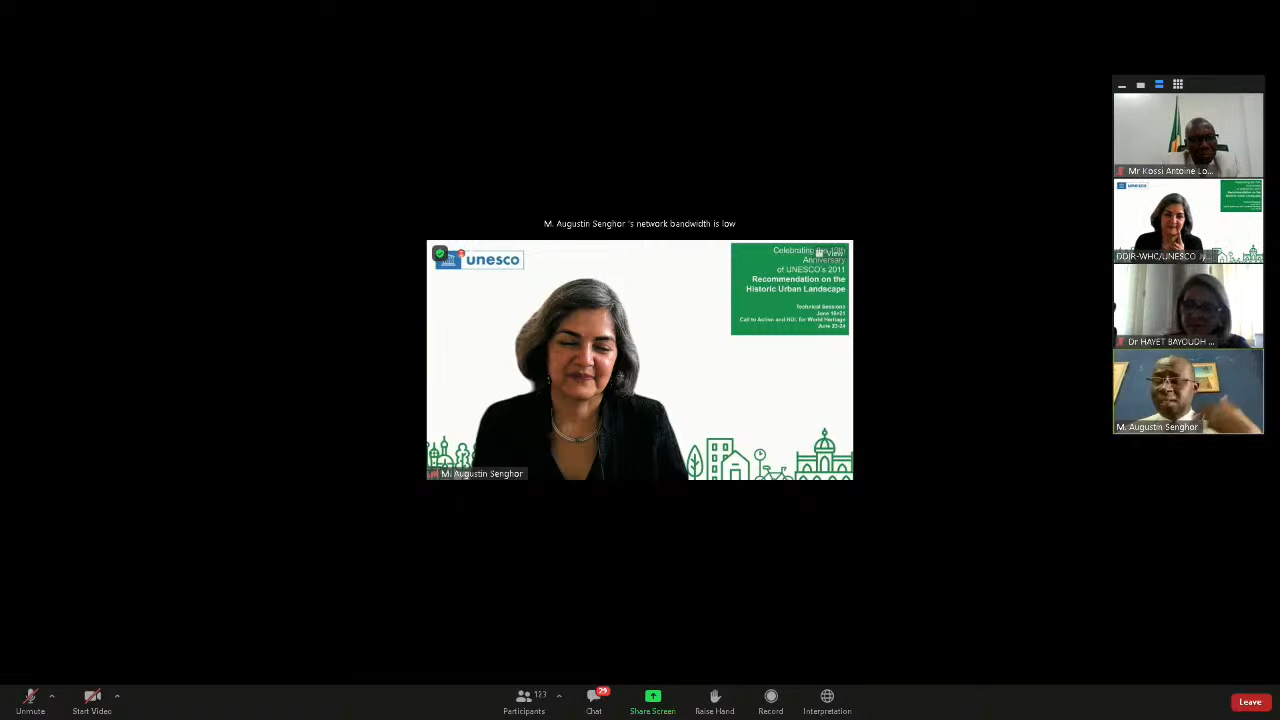 M. Augustin Senghor 's network bandwidth is low
unesco
View
Celebrating the 10th
Anniversary
of UNESCO's 2011
Recommendation on the
Historic Urban Landscape
Technical Sessions
June 16-21
Call to Action and HUL for World Heritage
June 23-24
M. Augustin Senghor
Mr Kossi Antoine Lo...
unesco
DDIR-WHC/UNESCO
Dr HAYET BAYOUDH ...
M. Augustin Senghor
Unmute
Start Video
Participants
123
Chat
29
Share Screen
Raise Hand
Record
Interpretation
Leave